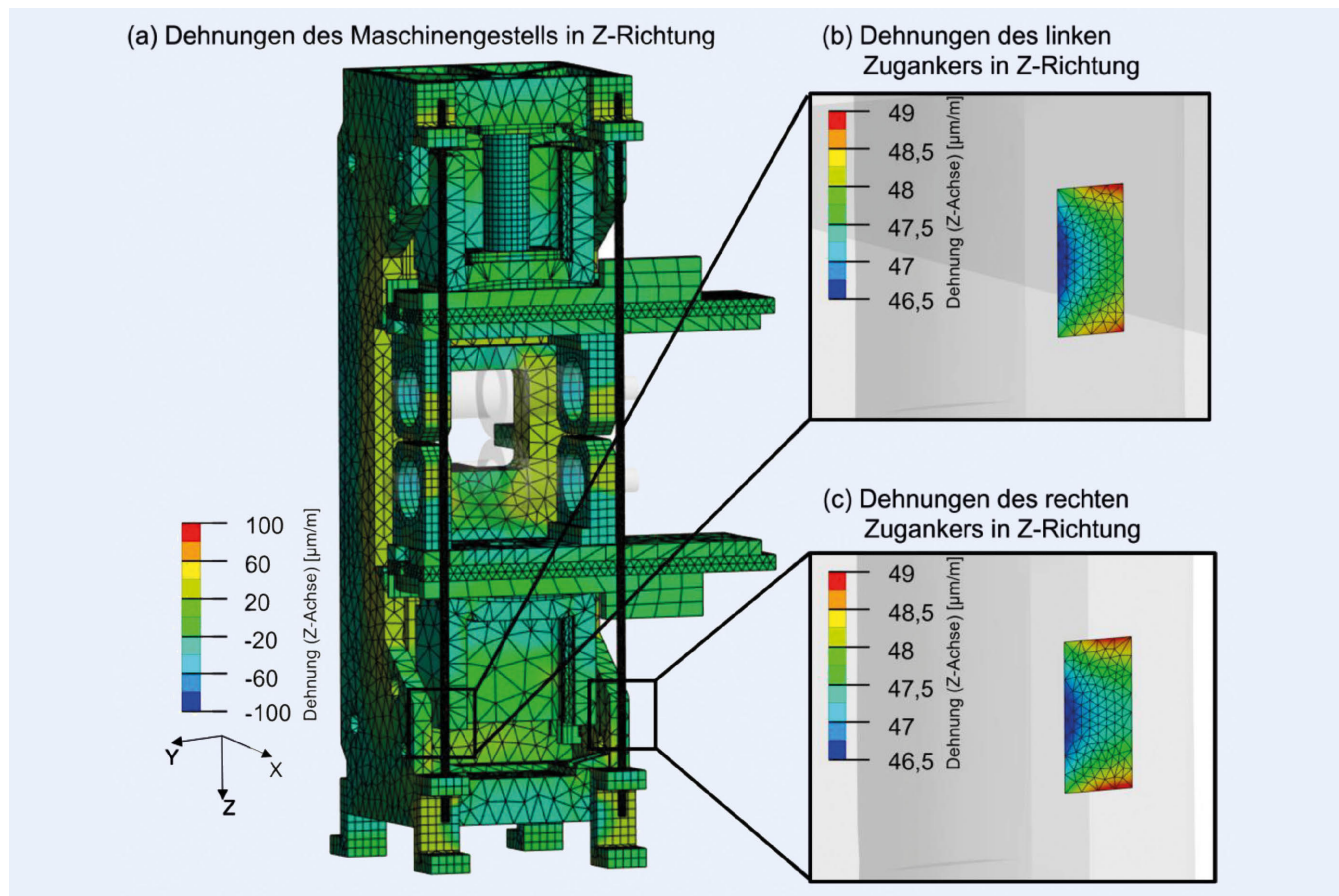 (a) Dehnungen des Maschinengestells in Z-Richtung
100
60
20
-20
-60
-100
Dehnung (Z-Achse) [µm/m]
Y
X
Z
(b) Dehnungen des linken
Zugankers in Z-Richtung
49
48,5
48
47,5
47
46,5
Dehnung (Z-Achse) [µm/m]
(c) Dehnungen des rechten
Zugankers in Z-Richtung
49
48,5
48
47,5
47
46,5
Dehnung (Z-Achse) [µm/m]